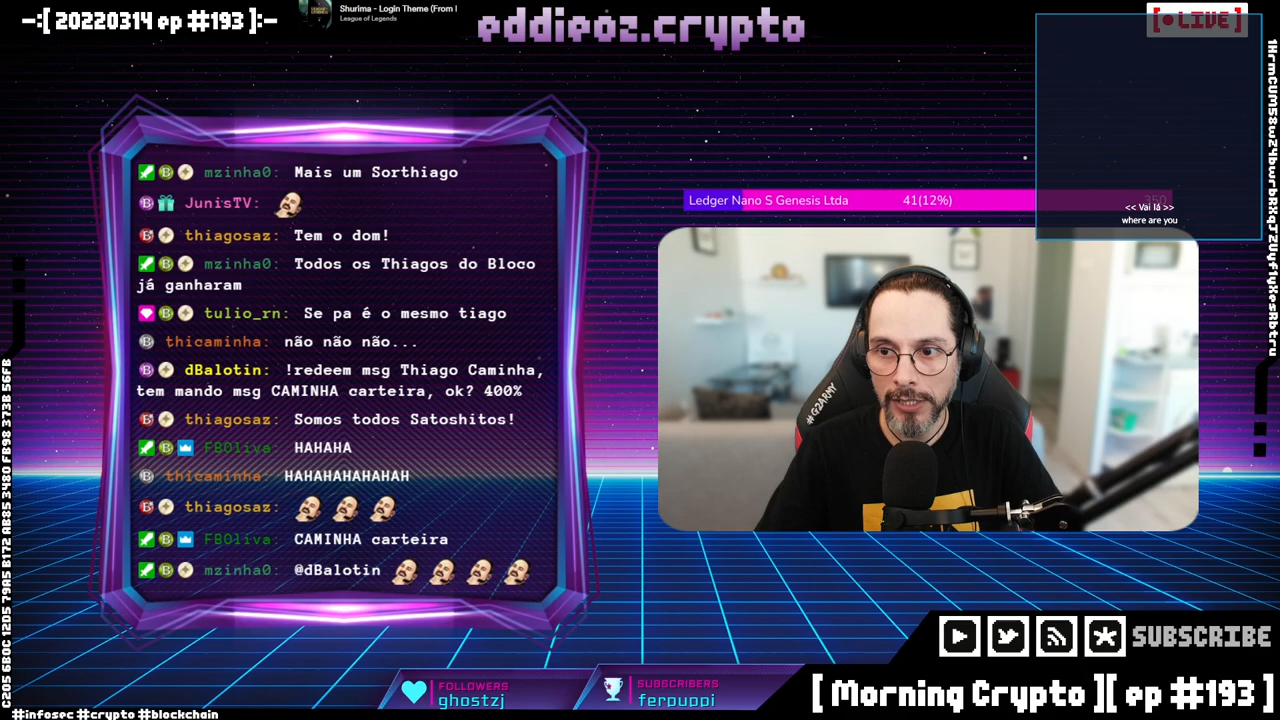 -:[ 20220314 ep #193 ]:-
Shurima - Login Theme (From l
League of Legends
eddieoz.crypto
[ • LIVE ]
mzinha0: Mais um Sorthiago
JunisTV:
thiagosaz: Tem o dom!
mzinha0: Todos os Thiagos do Bloco
já ganharam
tulio_rn: Se pa é o mesmo tiago
thicaminha: não não não...
dBalotin: !redeem msg Thiago Caminha,
tem mando msg CAMINHA carteira, ok? 400%
thiagosaz: Somos todos Satoshitos!
FBOliva: HAHAHA
thicaminha: HAHAHAHAHAHAH
thiagosaz:
FBOliva: CAMINHA carteira
mzinha0: @dBalotin
Ledger Nano S Genesis Ltda 41(12%) 350
<< Vai lá >>
where are you
#G2ARMY
SUBSCRIBE
FOLLOWERS
ghostzj
SUBSCRIBERS
ferpuppi
[ Morning Crypto ][ ep #193 ]
#infosec #crypto #blockchain